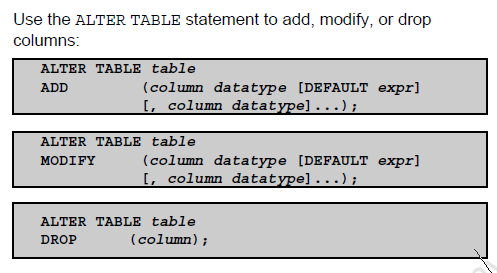 Use the ALTER TABLE statement to add, modify, or drop
columns:
ALTER TABLE table
ADD (column datatype [DEFAULT expr]
[, column datatype]...);
ALTER TABLE table
MODIFY (column datatype [DEFAULT expr]
[, column datatype]...);
ALTER TABLE table
DROP (column);